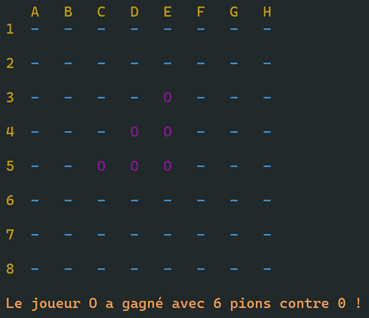 A B C D E F G H
1 - - - - - - - -
2 - - - - - - - -
3 - - - - O - - -
4 - - - O O - - -
5 - - O O O - - -
6 - - - - - - - -
7 - - - - - - - -
8 - - - - - - - -
Le joueur O a gagné avec 6 pions contre 0 !